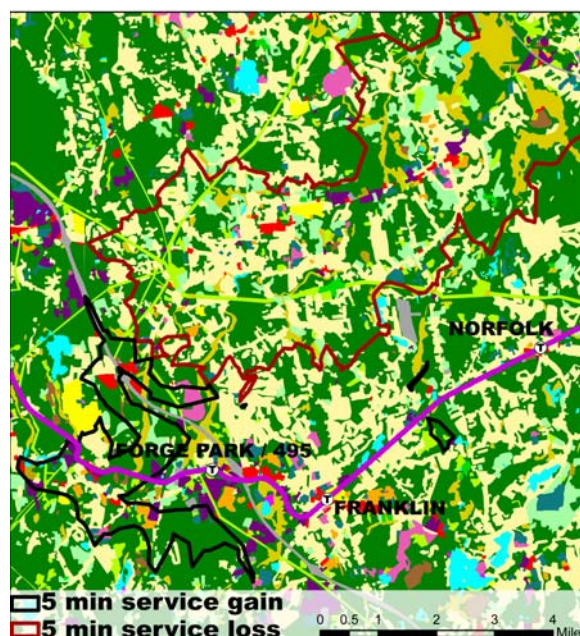 NORFOLK
T
FORGE PARK / 495
T
T
FRANKLIN
5 min service gain
5 min service loss
0 0.5 1 2 3 4
Mile